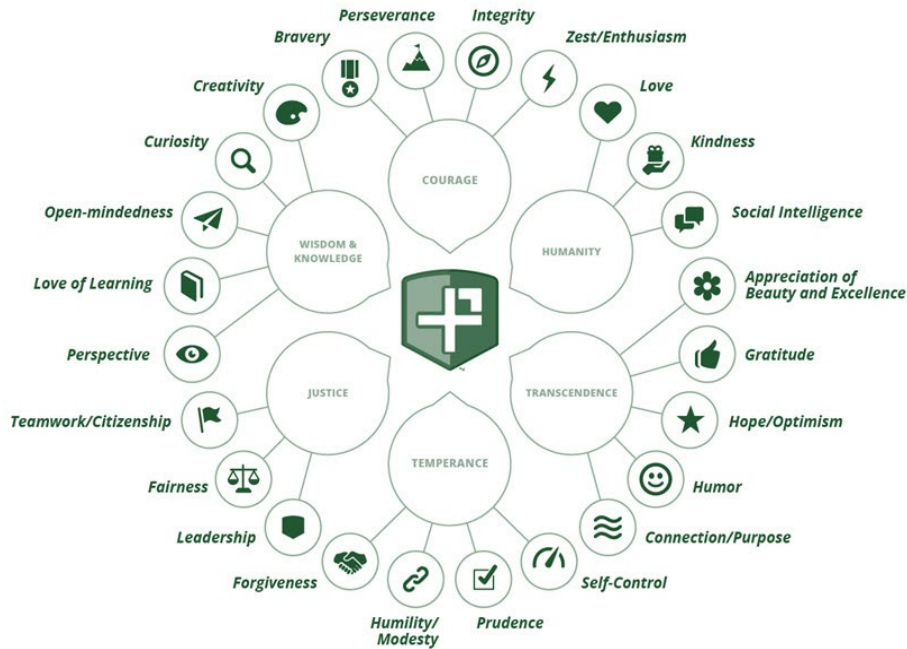 Perseverance
Integrity
Bravery
Zest/Enthusiasm
Creativity
Love
Curiosity
Kindness
COURAGE
Open-mindedness
Social Intelligence
WISDOM &
KNOWLEDGE
HUMANITY
Love of Learning
Appreciation of
Beauty and Excellence
Perspective
Gratitude
JUSTICE
TRANSCENDENCE
Teamwork/Citizenship
Hope/Optimism
TEMPERANCE
Fairness
Humor
Leadership
Connection/Purpose
Forgiveness
Self-Control
Humility/
Modesty
Prudence